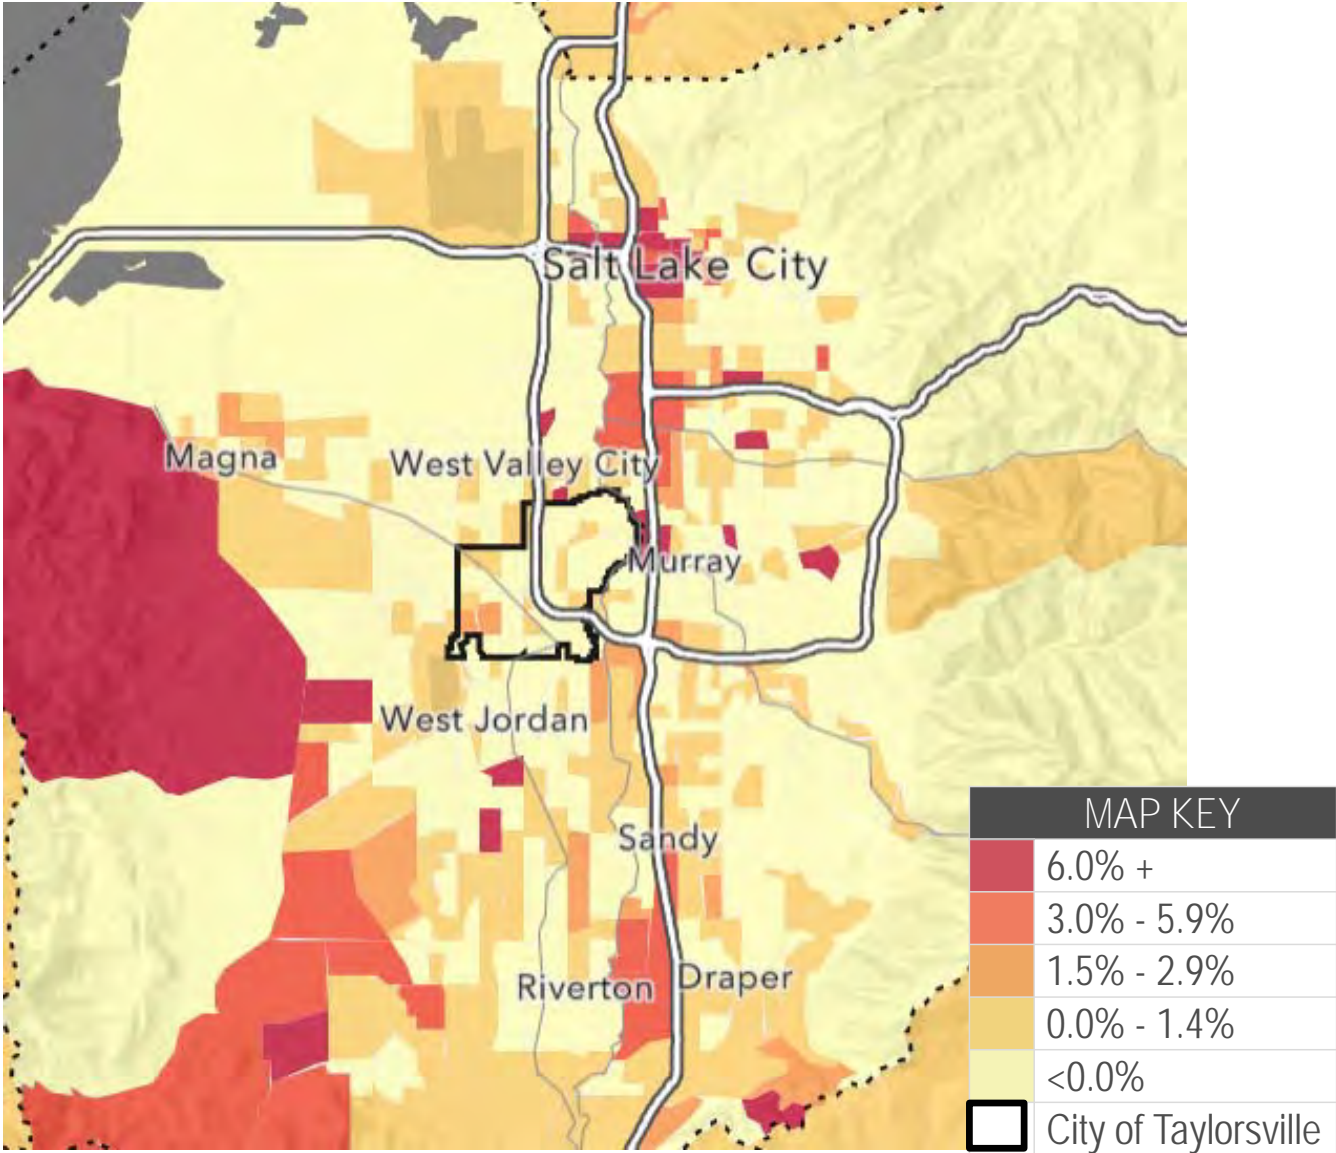 Salt Lake City
Magna
West Valley City
Murray
West Jordan
Sandy
Riverton
Draper
MAP KEY
6.0% +
3.0% - 5.9%
1.5% - 2.9%
0.0% - 1.4%
<0.0%
City of Taylorsville